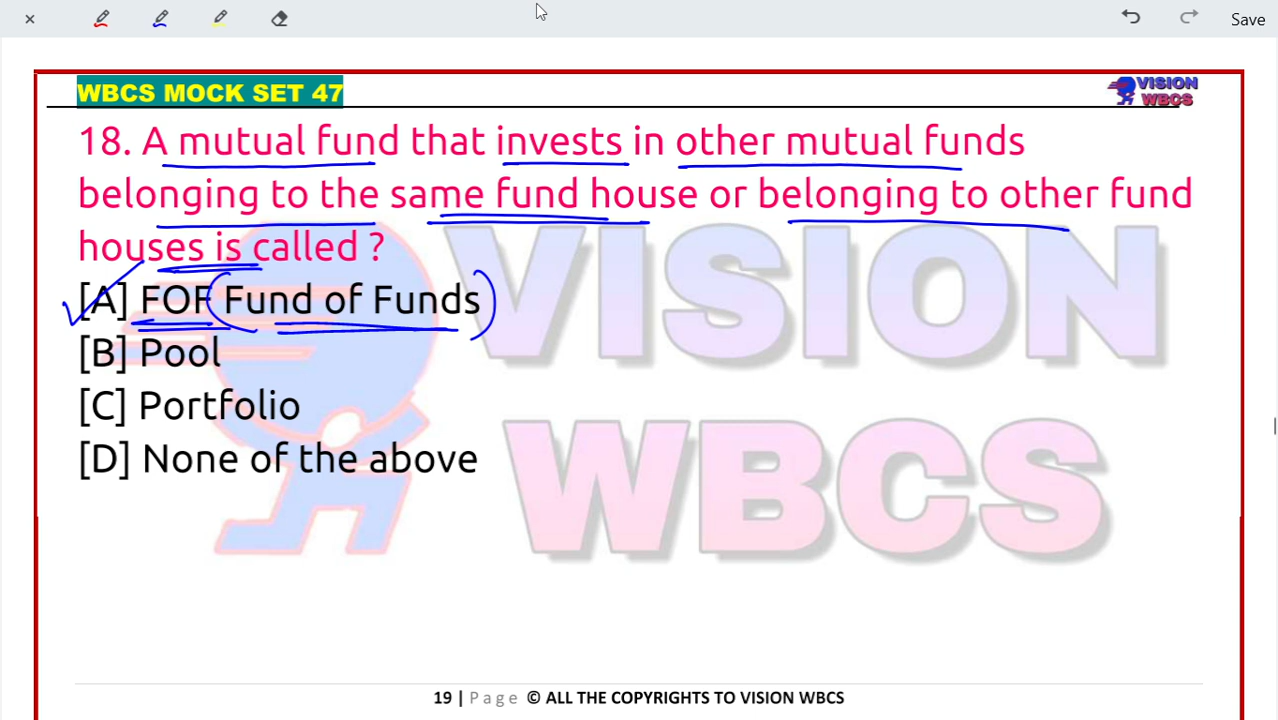 Save
WBCS MOCK SET 47
VISION
WBCS
18. A mutual fund that invests in other mutual funds
belonging to the same fund house or belonging to other fund
houses is called ?
[A] FOF Fund of Funds
[B] Pool
[C] Portfolio
[D] None of the above
VISION
WBCS
19 | Page © ALL THE COPYRIGHTS TO VISION WBCS